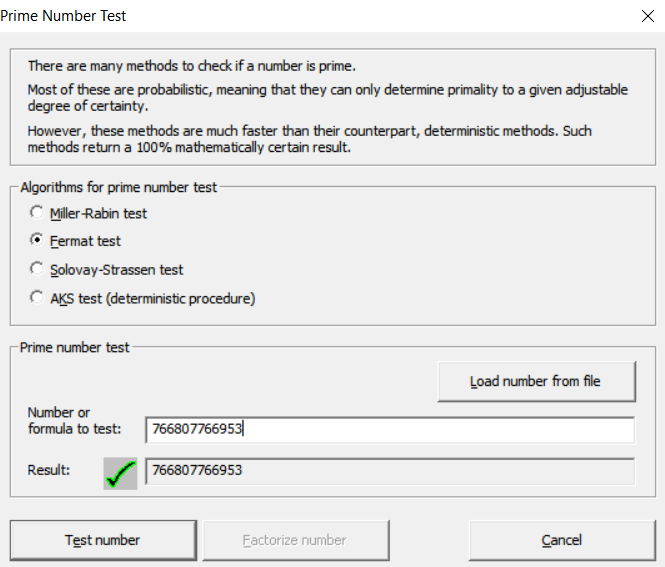 Prime Number Test
There are many methods to check if a number is prime.
Most of these are probabilistic, meaning that they can only determine primality to a given adjustable
degree of certainty.
However, these methods are much faster than their counterpart, deterministic methods. Such
methods return a 100% mathematically certain result.
Algorithms for prime number test
Miller-Rabin test
Fermat test
Solovay-Strassen test
AKS test (deterministic procedure)
Prime number test
Load number from file
Number or
formula to test:
766807766953
Result:
766807766953
Test number
Factorize number
Cancel